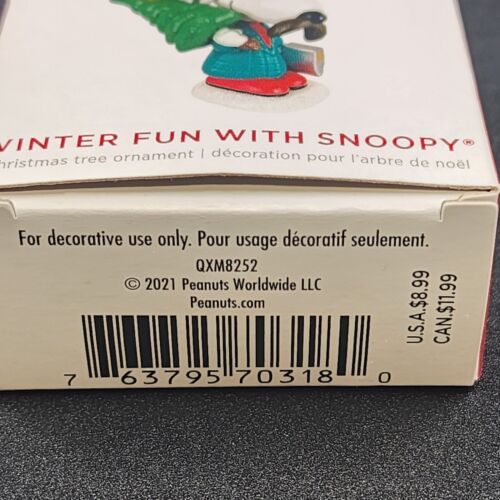 WINTER FUN WITH SNOOPY®
christmas tree ornament | décoration pour l'arbre de noël
For decorative use only. Pour usage décoratif seulement.
QXM8252
© 2021 Peanuts Worldwide LLC
Peanuts.com
U.S.A.$8.99
CAN.$11.99
7 63795 70318 0